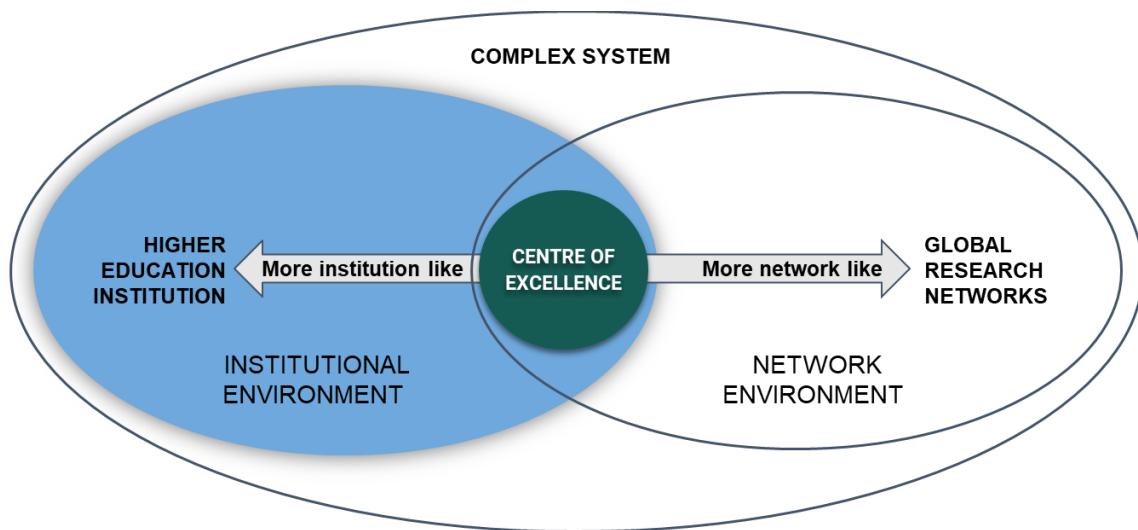 COMPLEX SYSTEM
HIGHER
EDUCATION
INSTITUTION
More institution like
CENTRE OF
EXCELLENCE
More network like
GLOBAL
RESEARCH
NETWORKS
INSTITUTIONAL
ENVIRONMENT
NETWORK
ENVIRONMENT